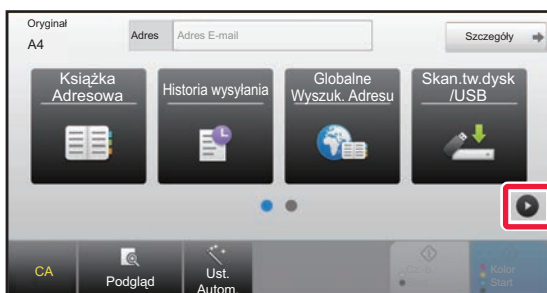 Oryginał
A4
Adres
Adres E-mail
Szczegóły
Książka
Adresowa
Historia wysyłania
Globalne
Wyszuk. Adresu
Skan.tw.dysk
/USB
CA
Podgląd
Ust.
Autom.
Kolor
Start